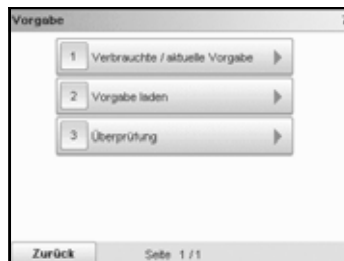 Vorgabe
1 Verbrauchte / aktuelle Vorgabe
2 Vorgabe laden
3 Überprüfung
Zurück Seite 1 / 1